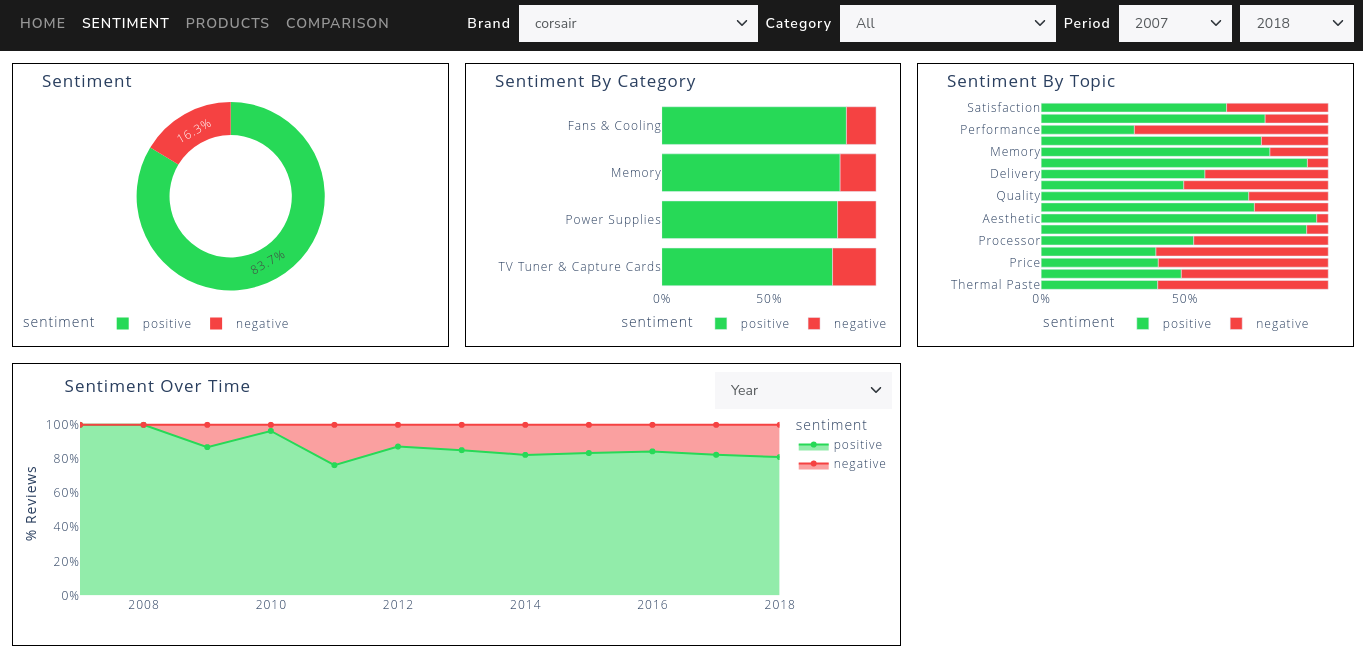 HOME SENTIMENT PRODUCTS COMPARISON Brand corsair Category All Period 2007 2018
Sentiment
16.3%
83.7%
sentiment positive negative
Sentiment By Category
Fans & Cooling
Memory
Power Supplies
TV Tuner & Capture Cards
0% 50%
sentiment positive negative
Sentiment By Topic
Satisfaction
Performance
Memory
Delivery
Quality
Aesthetic
Processor
Price
Thermal Paste
0% 50%
sentiment positive negative
Sentiment Over Time
Year
% Reviews
100%
80%
60%
40%
20%
0%
2008 2010 2012 2014 2016 2018
sentiment
positive
negative